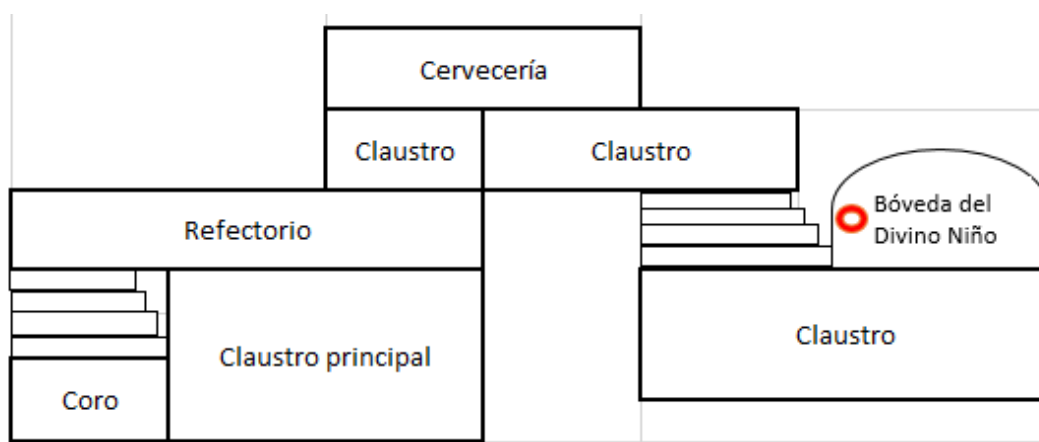 Cervecería
Claustro
Claustro
Refectorio
Bóveda del
Divino Niño
Claustro principal
Claustro
Coro